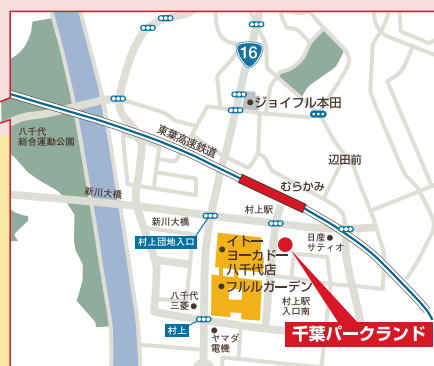 16
ジョイフル本田
東葉高速鉄道
八千代
総合運動公園
辺田前
むらかみ
新川大橋
村上駅
新川大橋
村上団地入口
イトー
ヨーカドー
八千代店
フルルガーデン
日産
サティオ
八千代
三菱
村上駅
入口南
千葉パークランド
村上
ヤマダ
電機